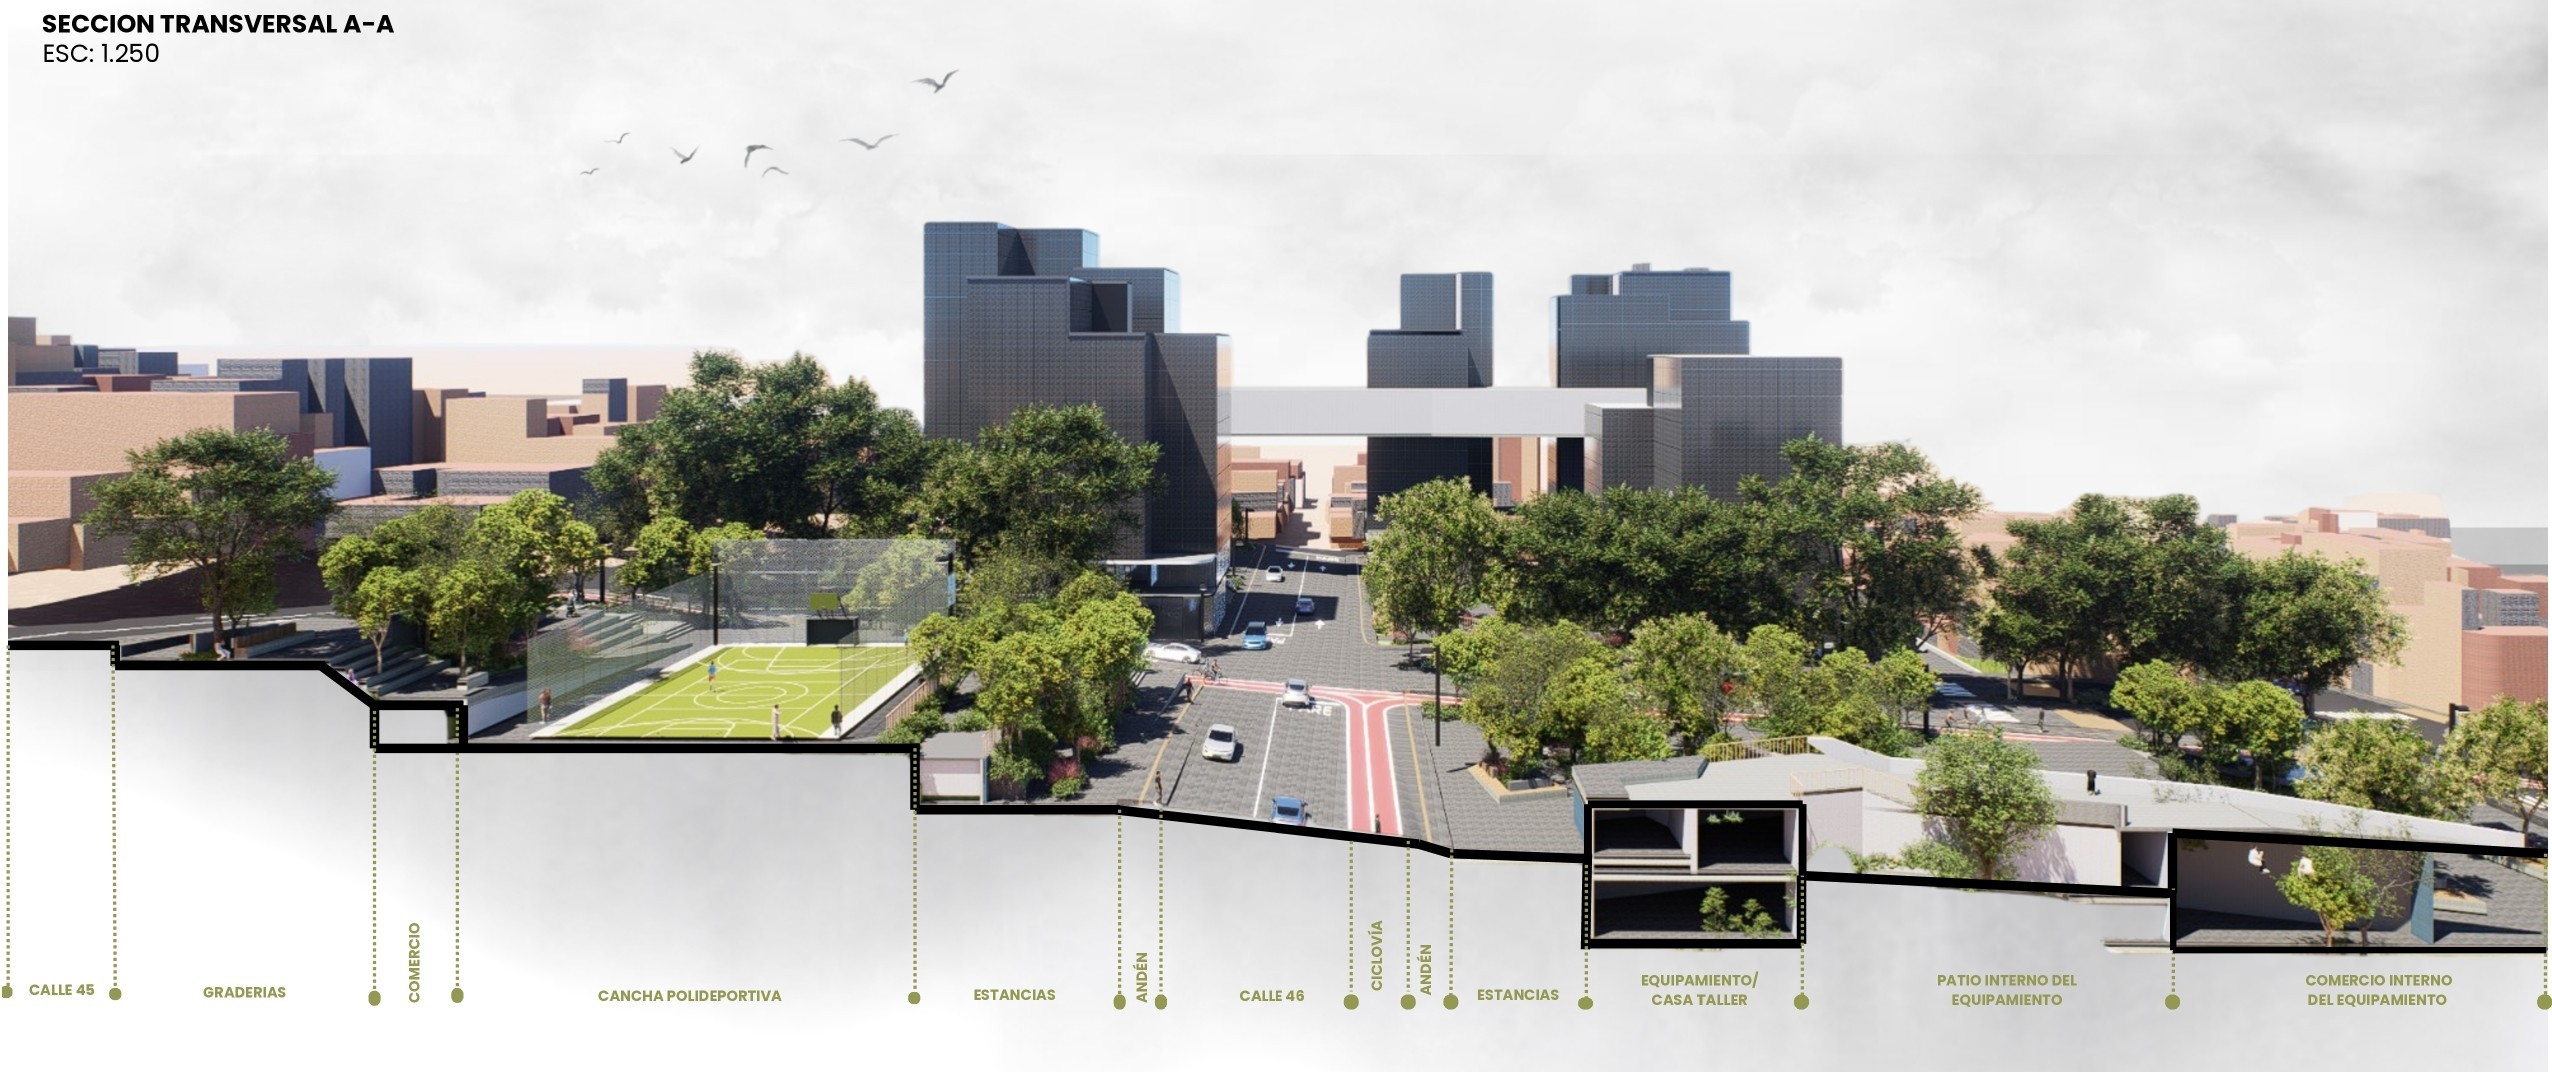 SECCION TRANSVERSAL A-A
ESC: 1.250
CALLE 45
GRADERIAS
COMERCIO
CANCHA POLIDEPORTIVA
ESTANCIAS
ANDÉN
CALLE 46
CICLOVÍA
ANDÉN
ESTANCIAS
EQUIPAMIENTO/
CASA TALLER
PATIO INTERNO DEL
EQUIPAMIENTO
COMERCIO INTERNO
DEL EQUIPAMIENTO